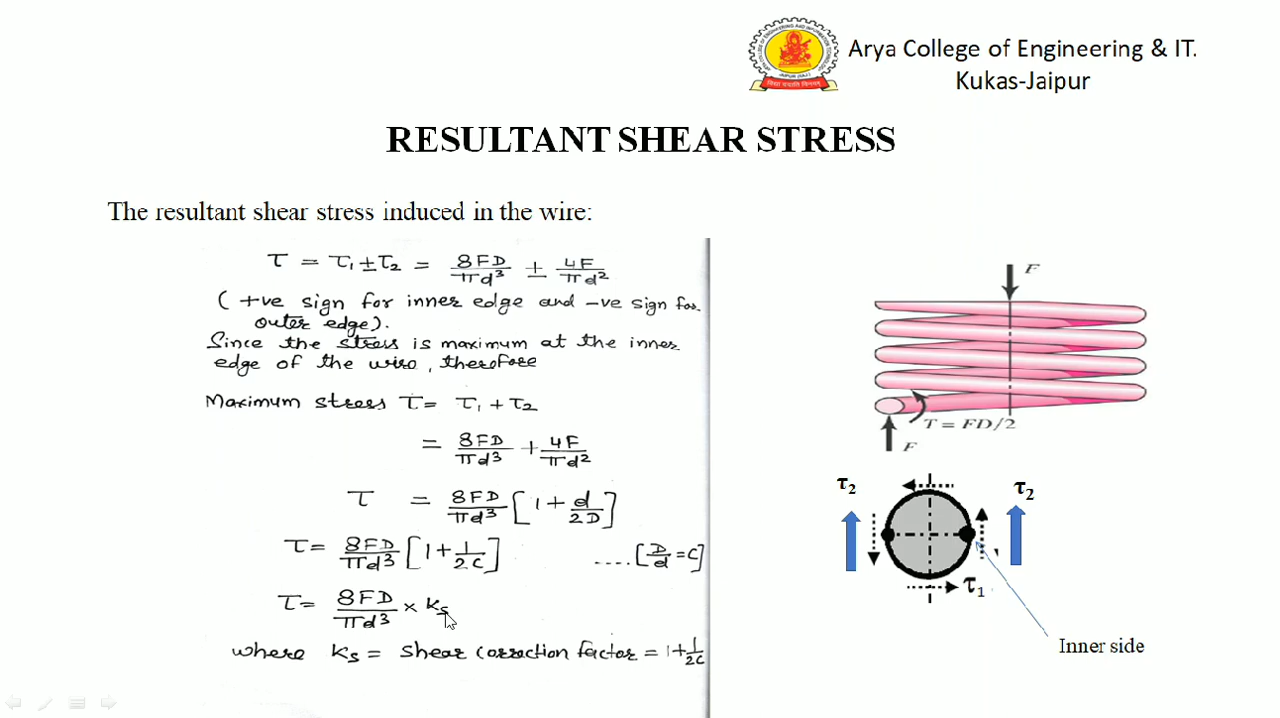 Arya College of Engineering & IT.
Kukas-Jaipur
RESULTANT SHEAR STRESS
The resultant shear stress induced in the wire:
τ = τ₁ ± τ₂ = 8FD/πd³ ± 4F/πd²
(+ve sign for inner edge and -ve sign for
outer edge).
Since the stress is maximum at the inner
edge of the wire, therefore
Maximum stress τ = τ₁ + τ₂
= 8FD/πd³ + 4F/πd²
τ = 8FD/πd³ [1 + d/2D]
τ = 8FD/πd³ [1 + 1/2C] ....[D/d = C]
τ = 8FD/πd³ × Ks
where Ks = shear correction factor = 1 + 1/2C
F
T = FD/2
F
τ₂
τ₂
τ₁
Inner side